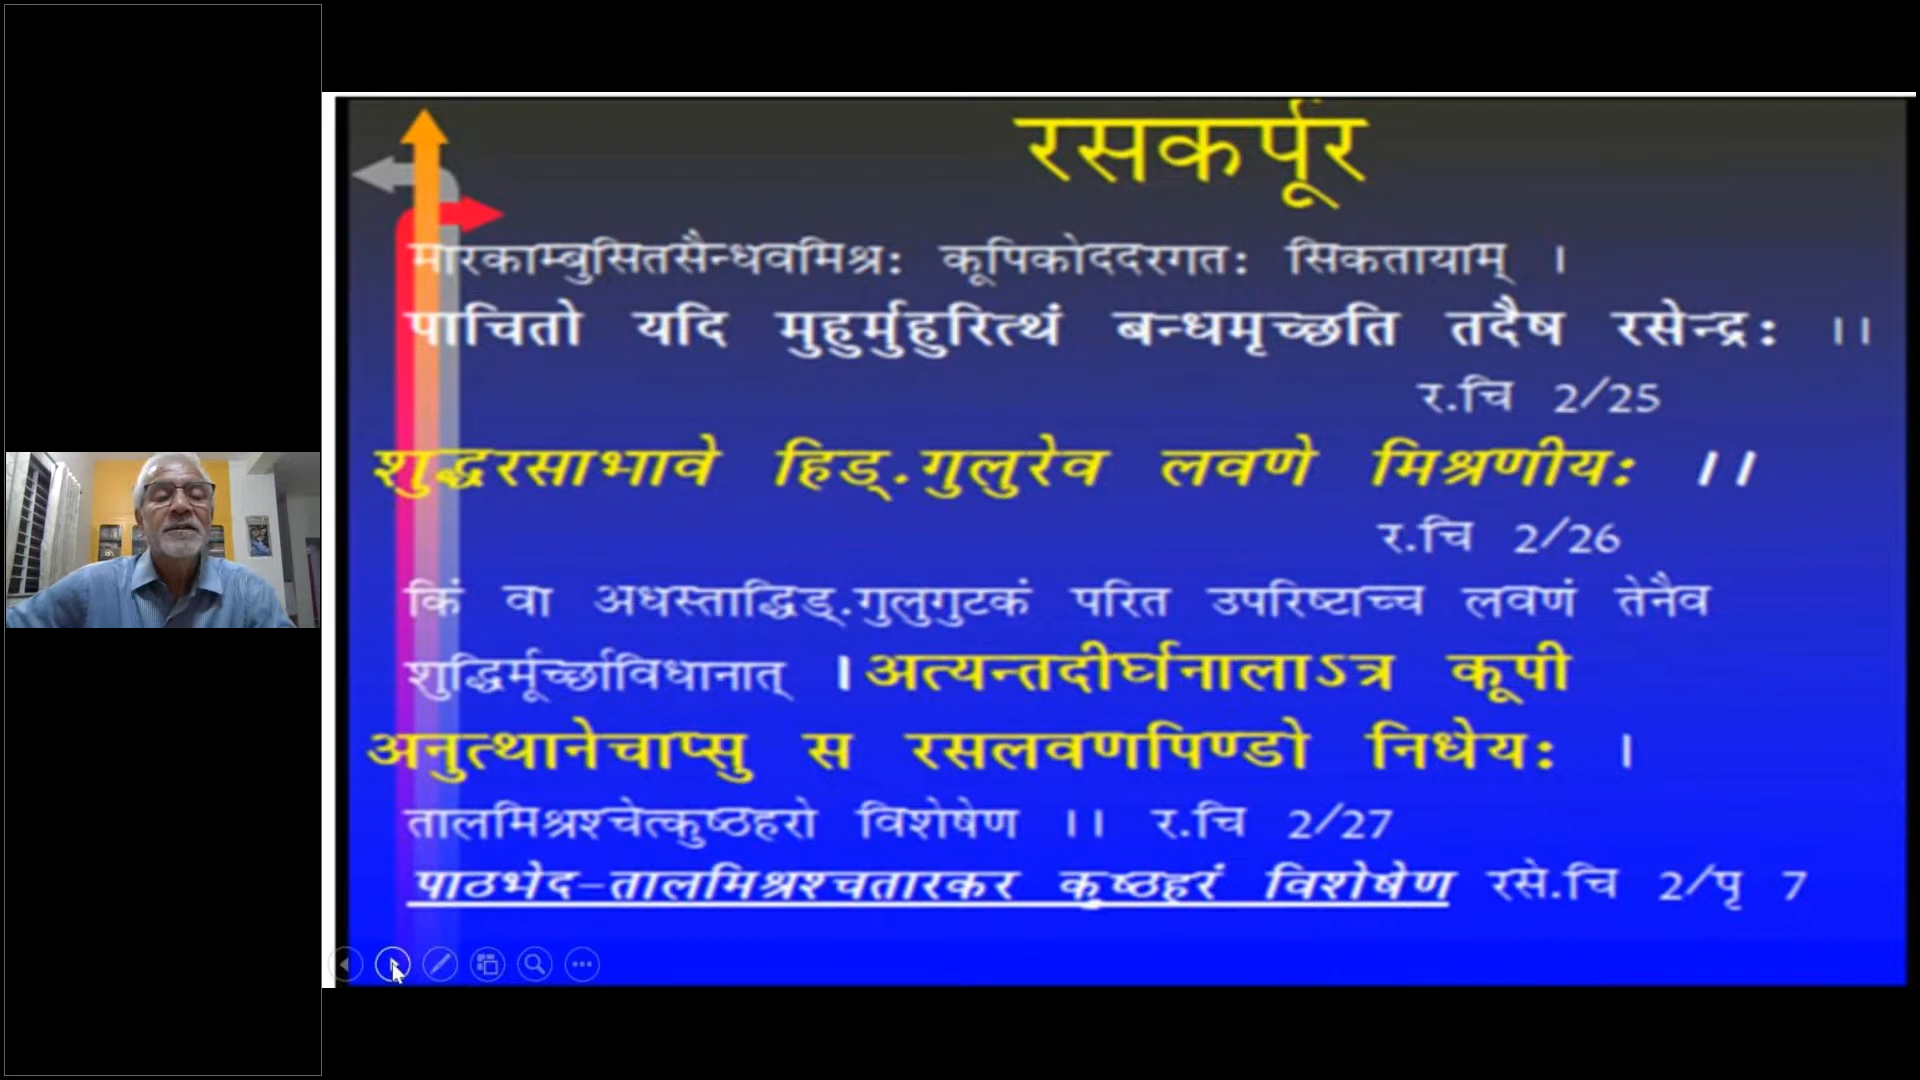 रसकर्पूर
मारकाम्बुसितसैन्धवमिश्रः कूपिकोददरगतः सिकतायाम् ।
पाचितो यदि मुहुर्मुहुरित्थं बन्धमृच्छति तदैष रसेन्द्रः ।।
र.चि 2/25
शुद्धरसाभावे हिड्.गुलुरेव लवणे मिश्रणीयः ।।
र.चि 2/26
किं वा अधस्ताद्धिड्.गुलुगुटकं परित उपरिष्टाच्च लवणं तेनैव
शुद्धिर्मूर्च्छाविधानात् ।अत्यन्तदीर्घनालाऽत्र कूपी
अनुत्थानेचाप्सु स रसलवणपिण्डो निधेयः ।
तालमिश्रश्चेत्कुष्ठहरो विशेषेण ।। र.चि 2/27
पाठभेद-तालमिश्रश्चतारकर कुष्ठहरं विशेषेण रसे.चि 2/पृ 7